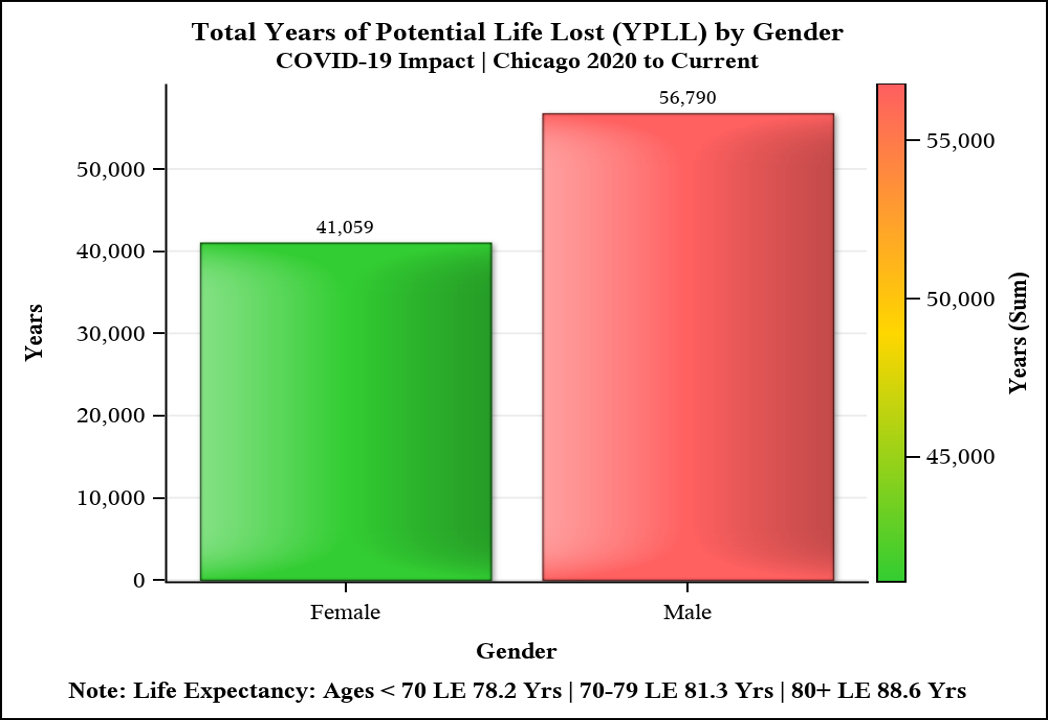 Total Years of Potential Life Lost (YPLL) by Gender
COVID-19 Impact | Chicago 2020 to Current
56,790
41,059
50,000
40,000
30,000
20,000
10,000
0
Years
Female
Male
Gender
55,000
50,000
45,000
Years (Sum)
Note: Life Expectancy: Ages < 70 LE 78.2 Yrs | 70-79 LE 81.3 Yrs | 80+ LE 88.6 Yrs